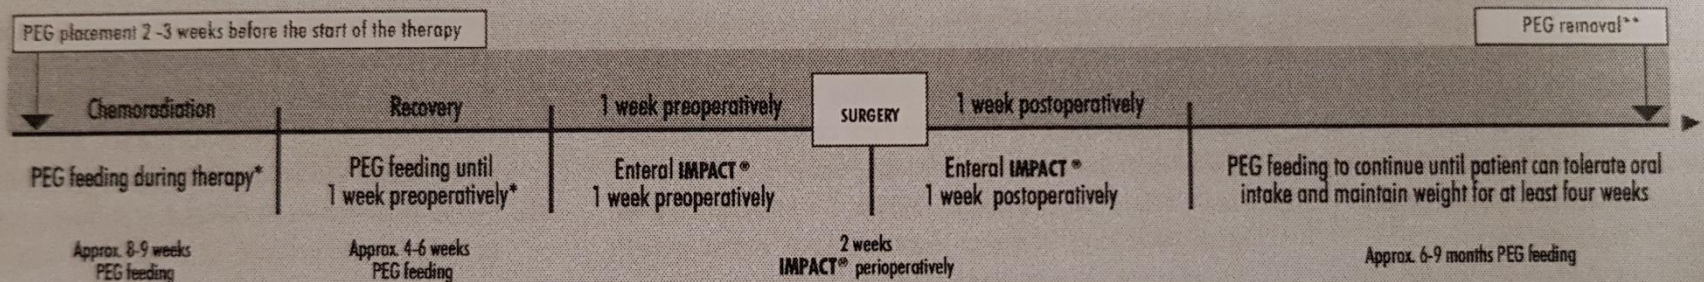 PEG placement 2 -3 weeks before the start of the therapy
PEG removal**
Chemoradiation
Recovery
1 week preoperatively
SURGERY
1 week postoperatively
PEG feeding during therapy*
PEG feeding until
1 week preoperatively*
Enteral IMPACT®
1 week preoperatively
Enteral IMPACT®
1 week postoperatively
PEG feeding to continue until patient can tolerate oral
intake and maintain weight for at least four weeks
Approx. 8-9 weeks
PEG feeding
Approx. 4-6 weeks
PEG feeding
2 weeks
IMPACT® perioperatively
Approx. 6-9 months PEG feeding